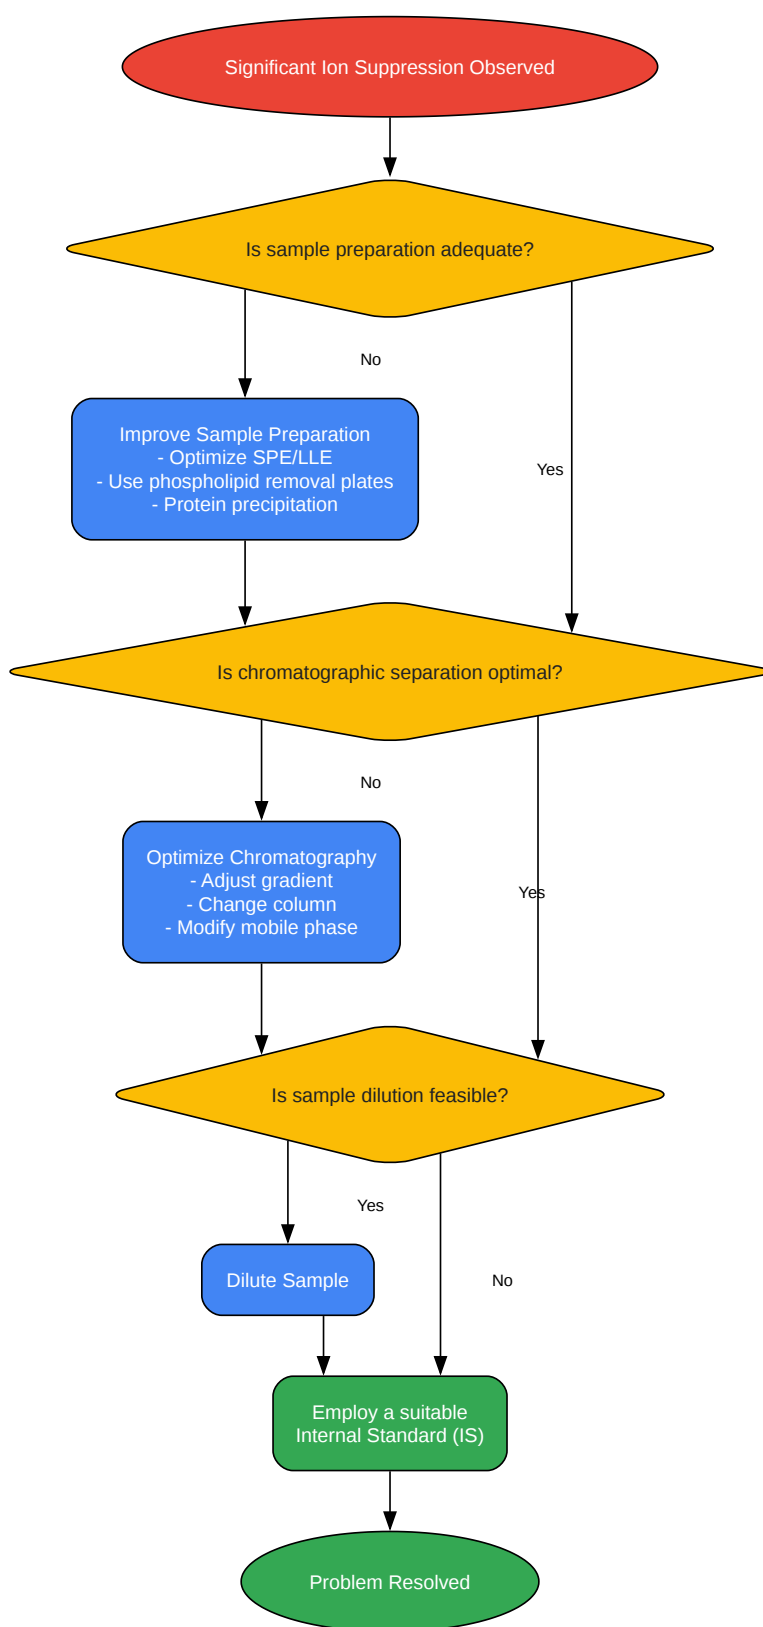 Significant Ion Suppression Observed
Is sample preparation adequate?
No
Improve Sample Preparation
- Optimize SPE/LLE
- Use phospholipid removal plates
- Protein precipitation
Yes
Is chromatographic separation optimal?
No
Optimize Chromatography
- Adjust gradient
- Change column
- Modify mobile phase
Yes
Is sample dilution feasible?
Yes
Dilute Sample
No
Employ a suitable
Internal Standard (IS)
Problem Resolved